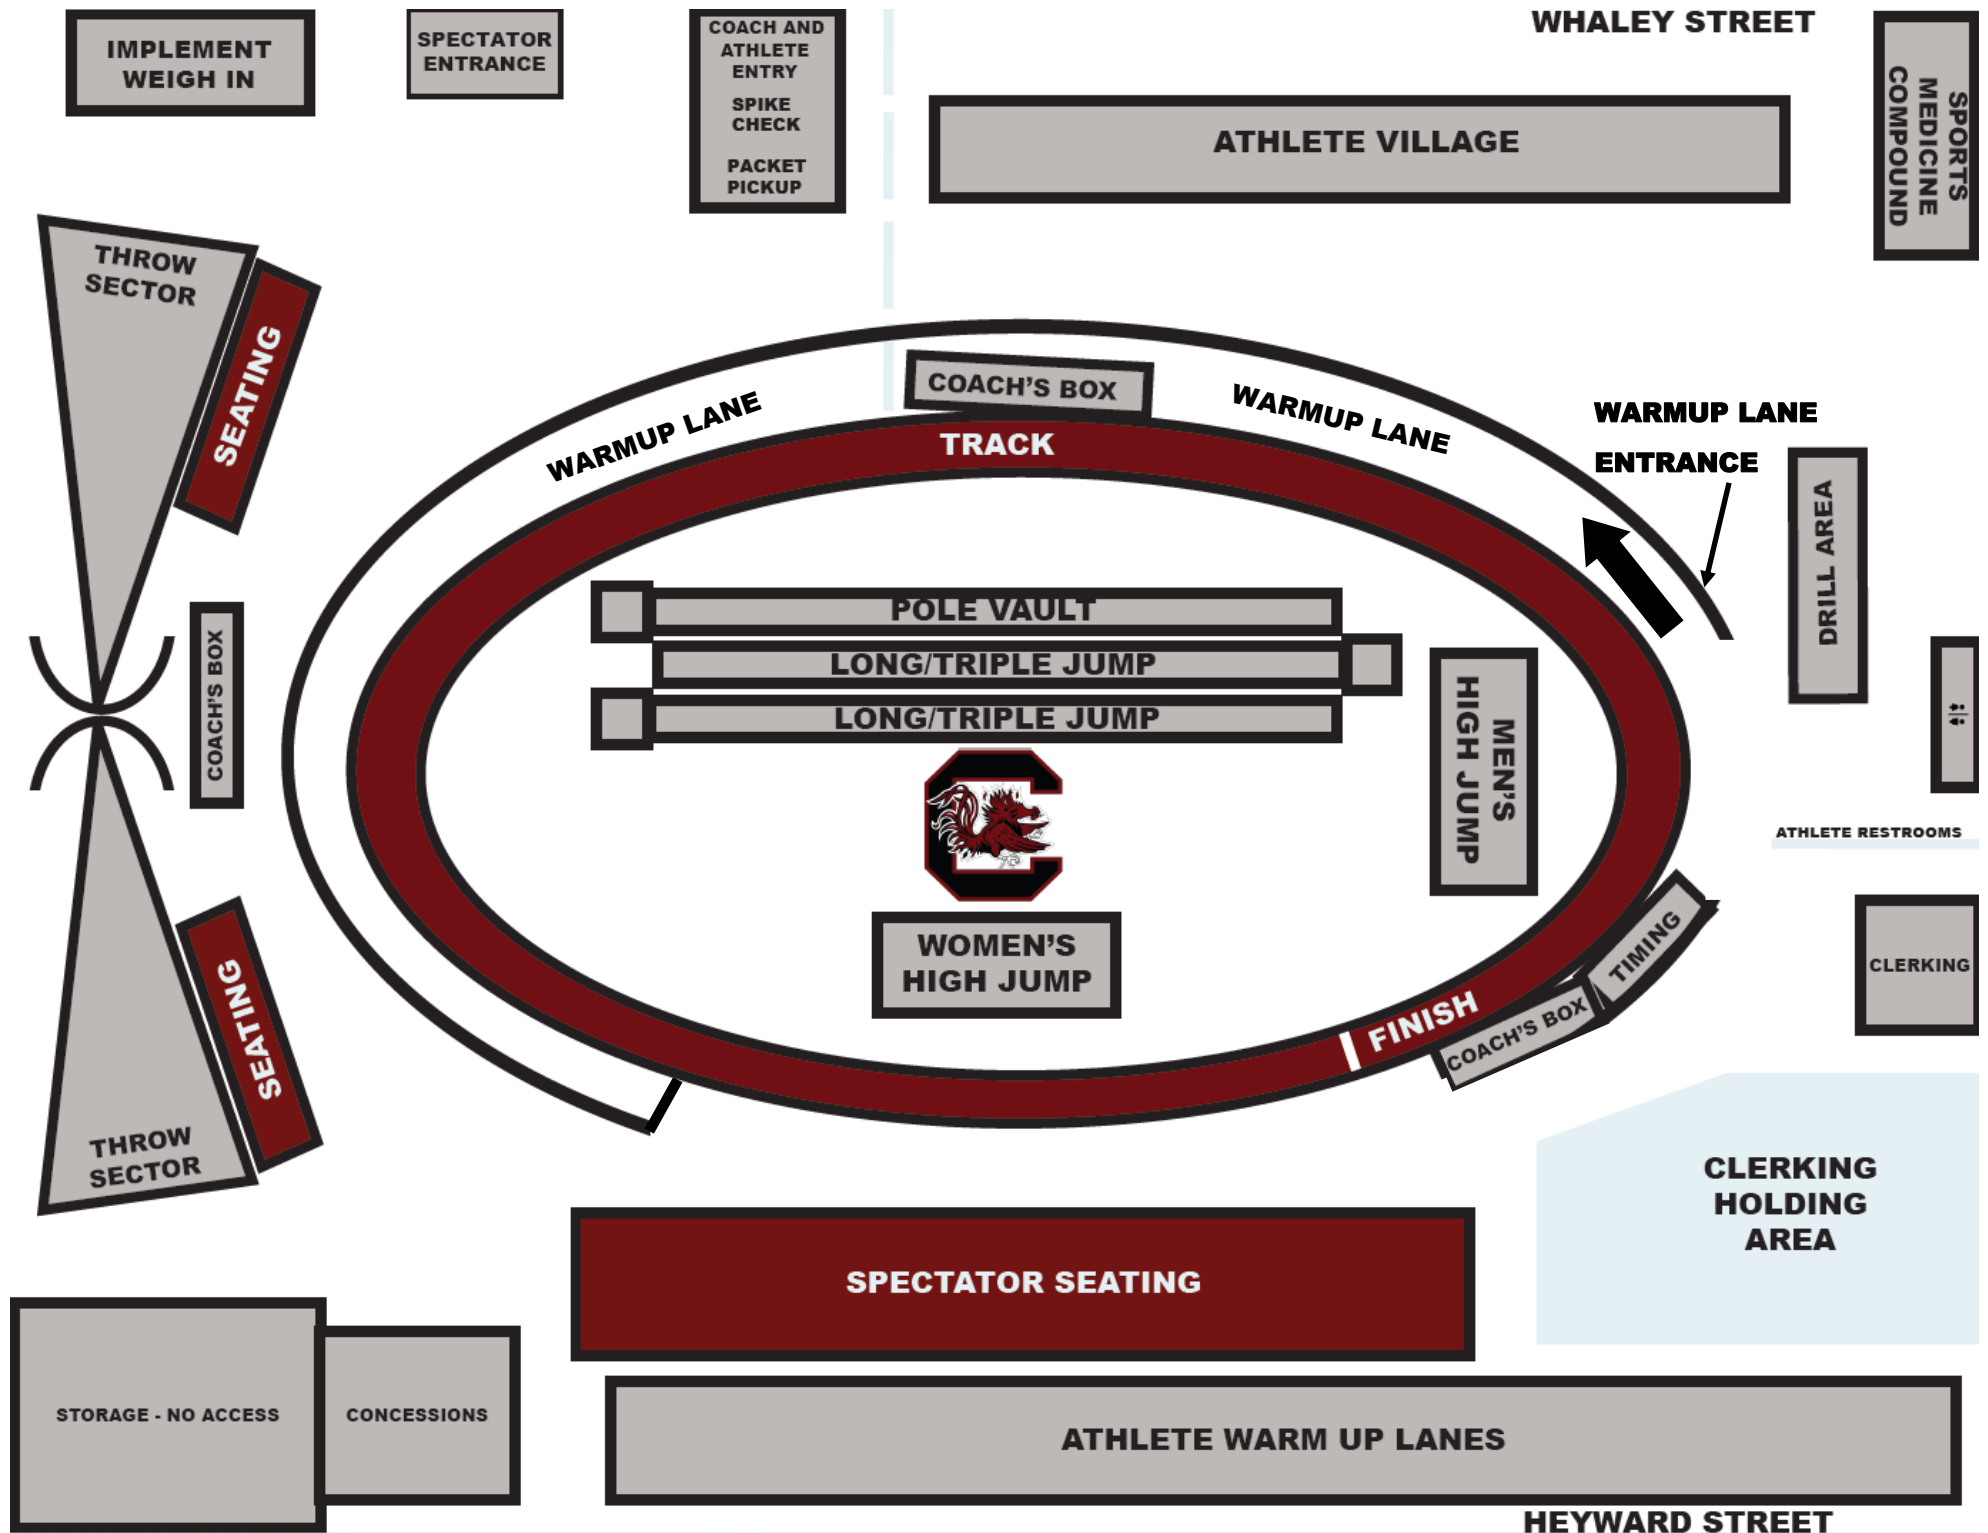 WHALEY STREET
IMPLEMENT
WEIGH IN
SPECTATOR
ENTRANCE
COACH AND
ATHLETE
ENTRY
SPIKE
CHECK
PACKET
PICKUP
ATHLETE VILLAGE
SPORTS
MEDICINE
COMPOUND
THROW
SECTOR
SEATING
COACH'S BOX
WARMUP LANE
WARMUP LANE
TRACK
WARMUP LANE
ENTRANCE
DRILL AREA
POLE VAULT
LONG/TRIPLE JUMP
LONG/TRIPLE JUMP
MEN'S
HIGH JUMP
COACH'S BOX
ATHLETE RESTROOMS
WOMEN'S
HIGH JUMP
TIMING
CLERKING
FINISH
COACH'S BOX
SEATING
THROW
SECTOR
CLERKING
HOLDING
AREA
SPECTATOR SEATING
STORAGE - NO ACCESS
CONCESSIONS
ATHLETE WARM UP LANES
HEYWARD STREET